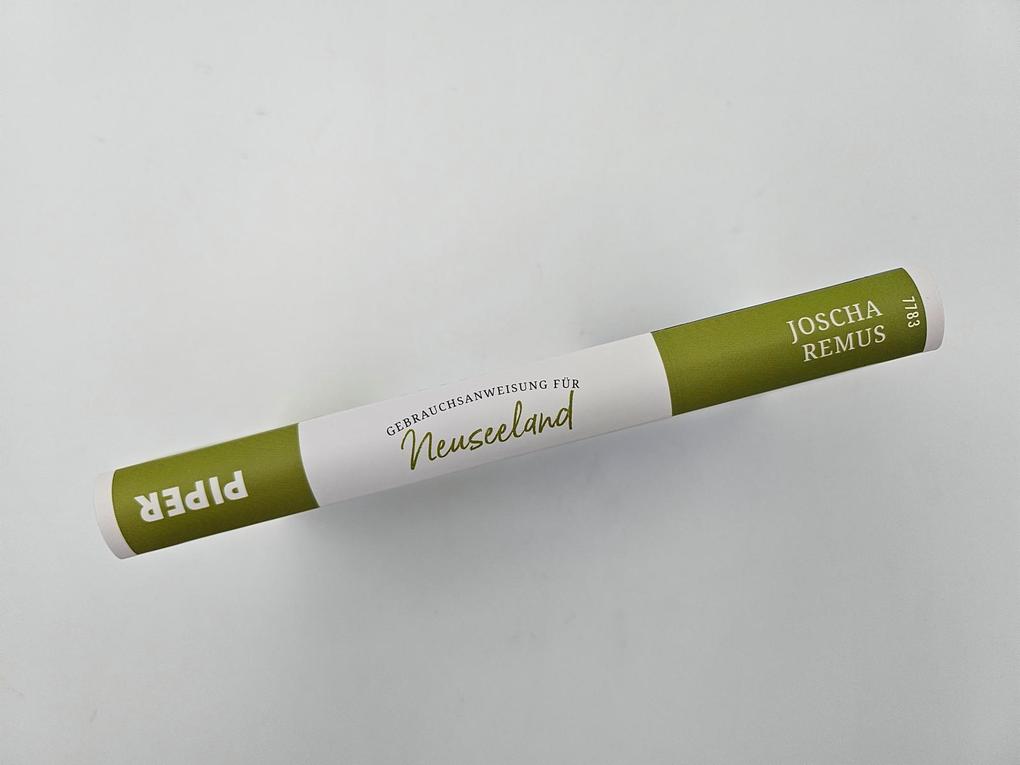 PIPER
GEBRAUCHSANWEISUNG FÜR
Neuseeland
JOSCHA
REMUS
7783